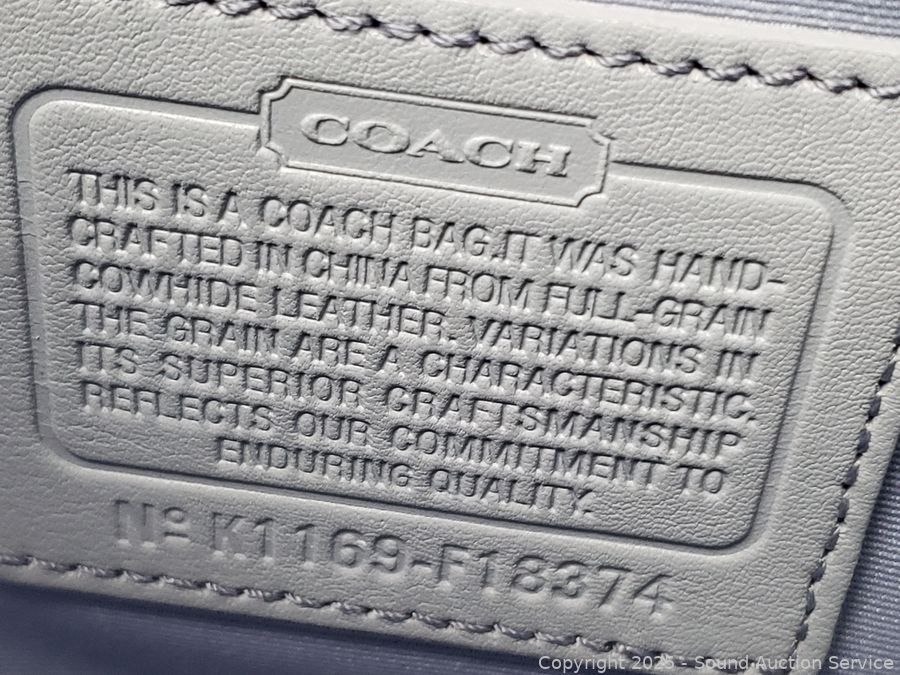 COACH
THIS IS A COACH BAG.IT WAS HAND-
CRAFTED IN CHINA FROM FULL-GRAIN
COWHIDE LEATHER. VARIATIONS IN
THE GRAIN ARE A CHARACTERISTIC.
ITS SUPERIOR CRAFTSMANSHIP
REFLECTS OUR COMMITMENT TO
ENDURING QUALITY.
Nº K1169-F18374
Copyright 2025 - Sound Auction Service